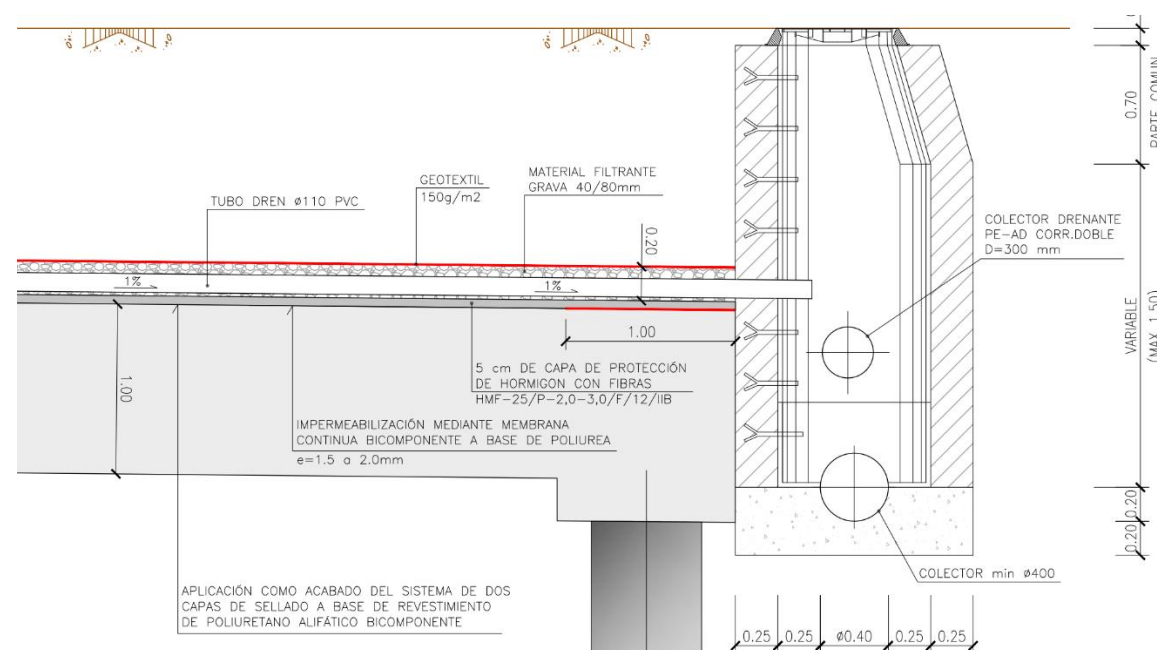 GEOTEXTIL
150g/m2
MATERIAL FILTRANTE
GRAVA 40/80mm
TUBO DREN ø110 PVC
0.20
1%
1%
1.00
1.00
5 cm DE CAPA DE PROTECCIÓN
DE HORMIGON CON FIBRAS
HMF-25/P-2,0-3,0/F/12/IIB
IMPERMEABILIZACIÓN MEDIANTE MEMBRANA
CONTINUA BICOMPONENTE A BASE DE POLIUREA
e=1.5 a 2.0mm
APLICACIÓN COMO ACABADO DEL SISTEMA DE DOS
CAPAS DE SELLADO A BASE DE REVESTIMIENTO
DE POLIURETANO ALIFÁTICO BICOMPONENTE
COLECTOR DRENANTE
PE-AD CORR.DOBLE
D=300 mm
COLECTOR min ø400
0.70
PARTE COMUN
VARIABLE
(MAX 1.50)
0.20
0.20
0.25
0.25
ø0.40
0.25
0.25